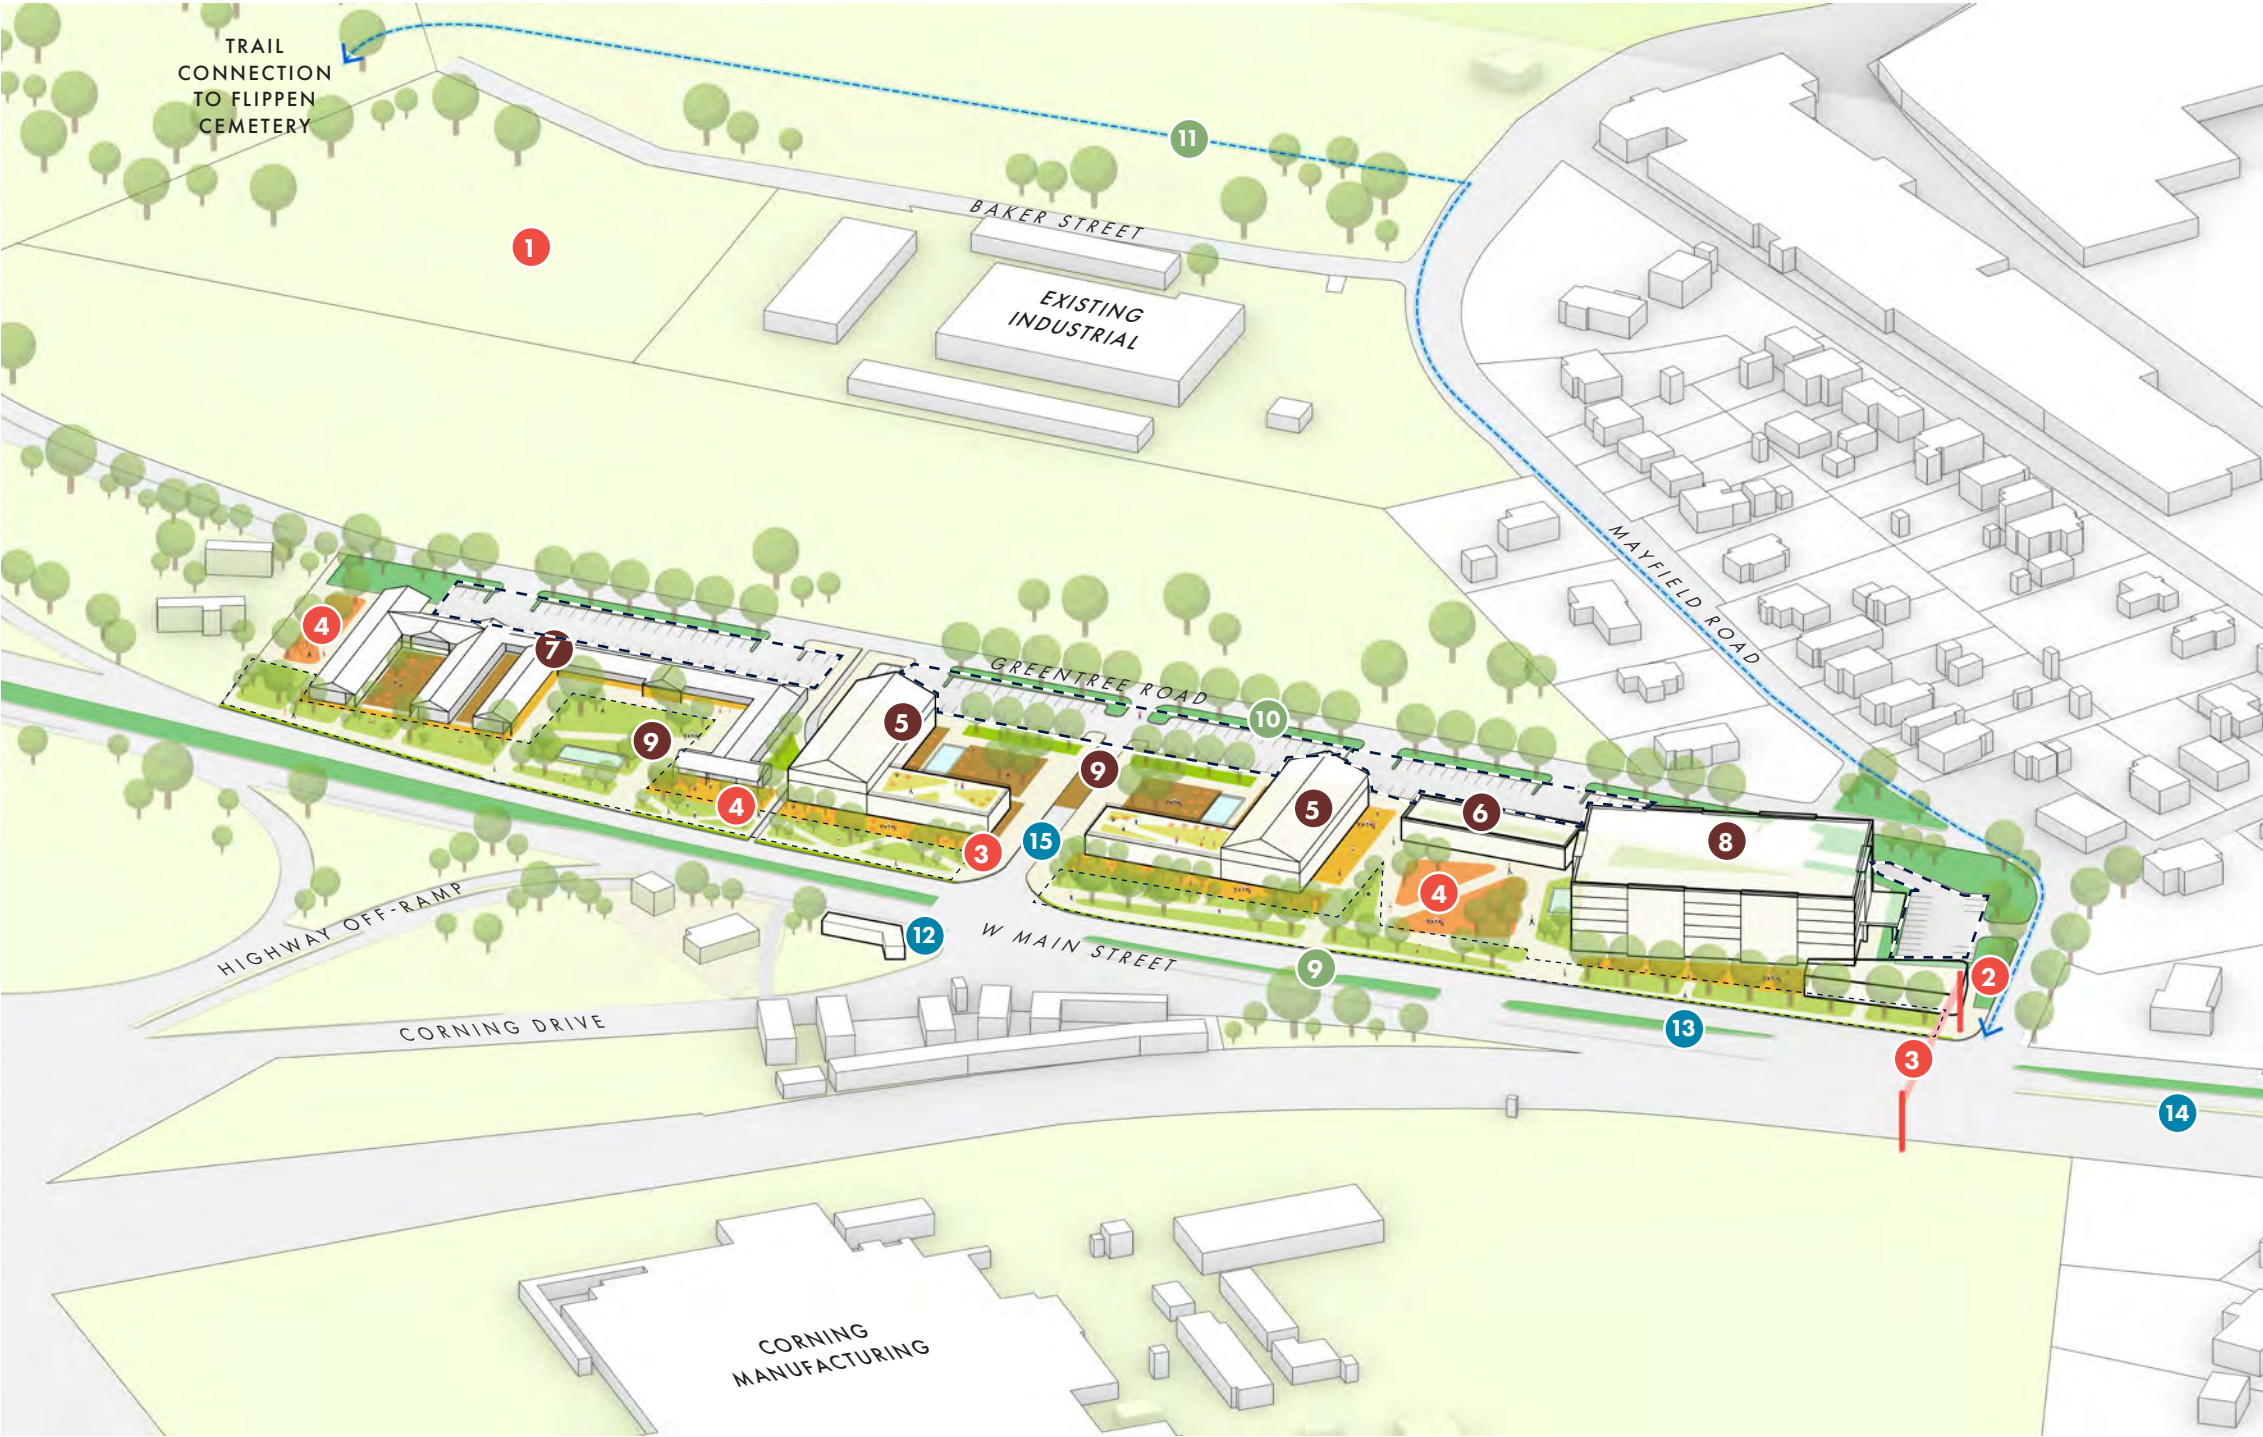 TRAIL
CONNECTION
TO FLIPPEN
CEMETERY
11
BAKER STREET
1
EXISTING
INDUSTRIAL
MAYFIELD ROAD
4
7
GREENTREE ROAD
5
10
9
9
4
5
6
8
15
3
4
12
W MAIN STREET
9
2
HIGHWAY OFF-RAMP
CORNING DRIVE
13
3
14
CORNING
MANUFACTURING